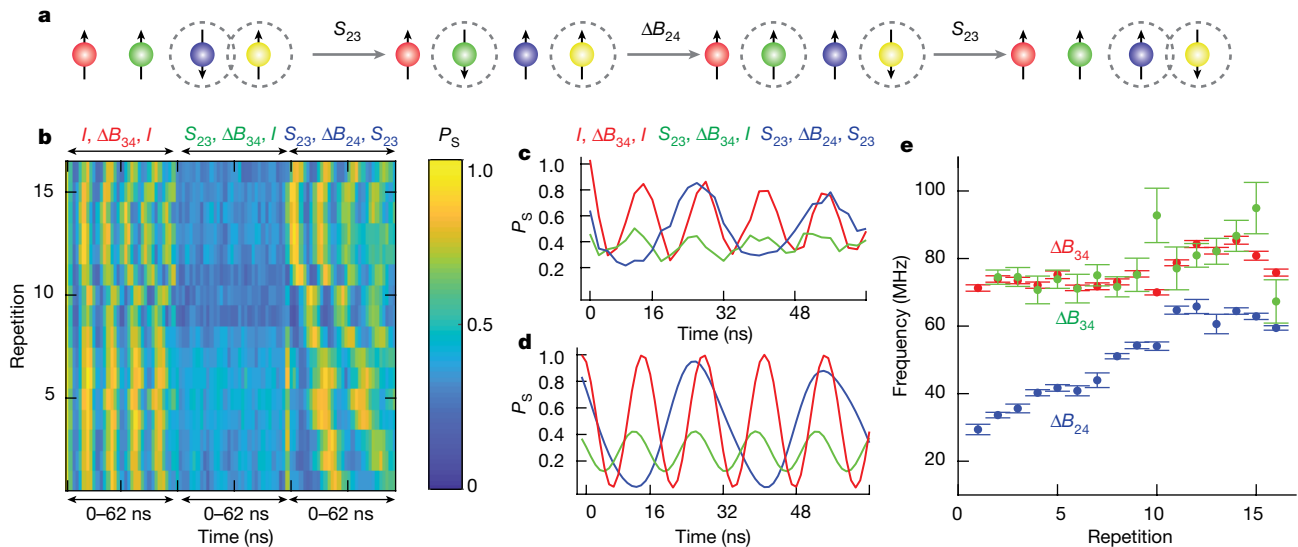 a
S23
ΔB24
S23
b
I, ΔB34, I
S23, ΔB34, I
S23, ΔB24, S23
PS
1.0
0.5
0
15
10
5
Repetition
0–62 ns
0–62 ns
0–62 ns
Time (ns)
I, ΔB34, I
S23, ΔB34, I
S23, ΔB24, S23
c
1.0
0.8
0.6
0.4
0.2
PS
0
16
32
48
Time (ns)
d
1.0
0.8
0.6
0.4
0.2
PS
0
16
32
48
Time (ns)
e
100
80
60
40
20
Frequency (MHz)
ΔB34
ΔB34
ΔB24
0
5
10
15
Repetition